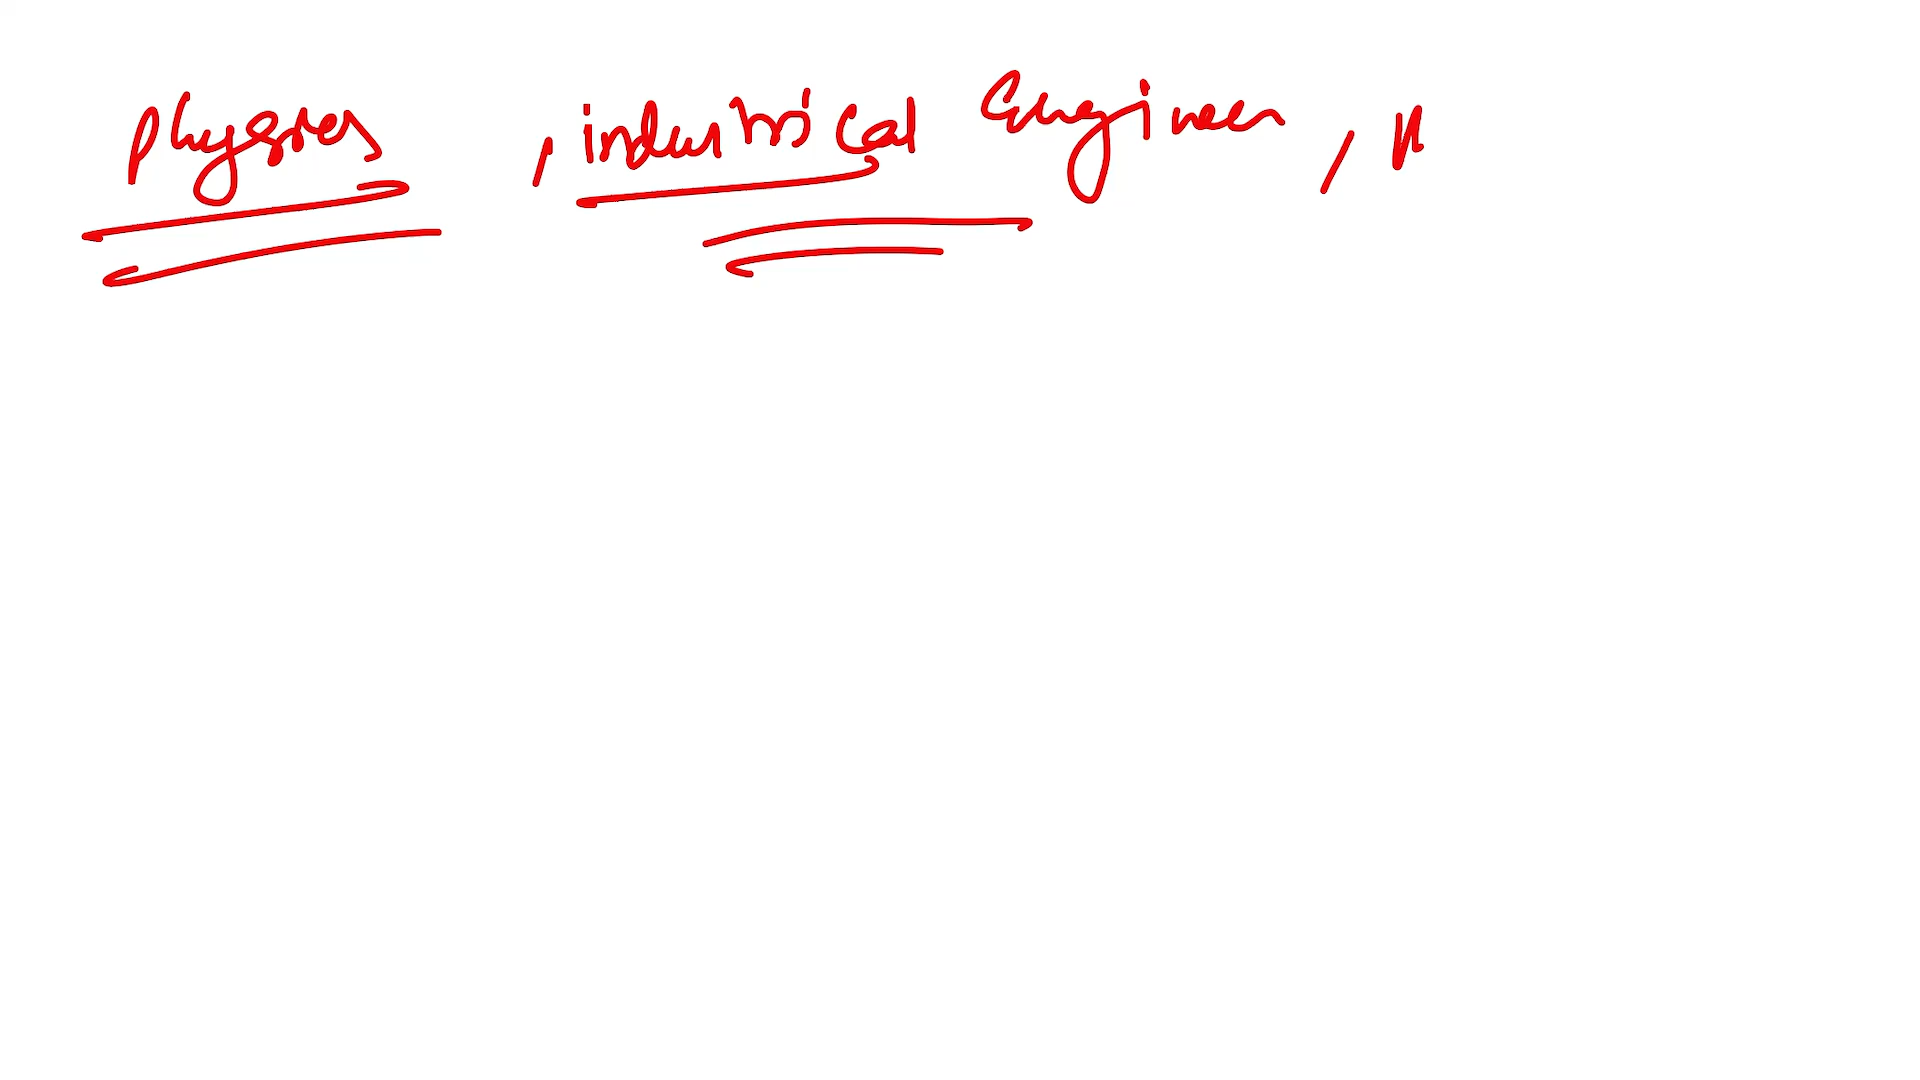 Physics , industrical Engineer ,